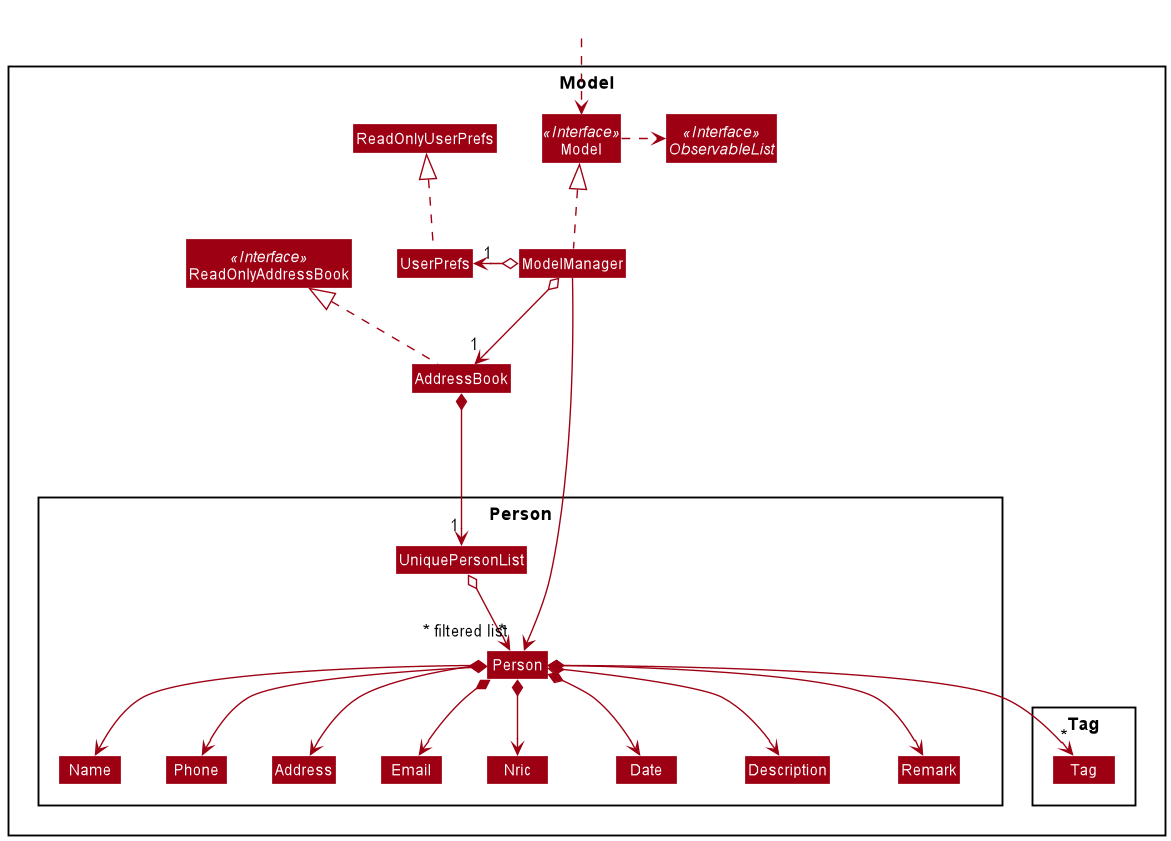 Model
ReadOnlyUserPrefs
«Interface»
Model
«Interface»
ObservableList
«Interface»
ReadOnlyAddressBook
UserPrefs
1
ModelManager
1
AddressBook
Person
1
UniquePersonList
* filtered list
*
Person
Tag
*
Name
Phone
Address
Email
Nric
Date
Description
Remark
Tag